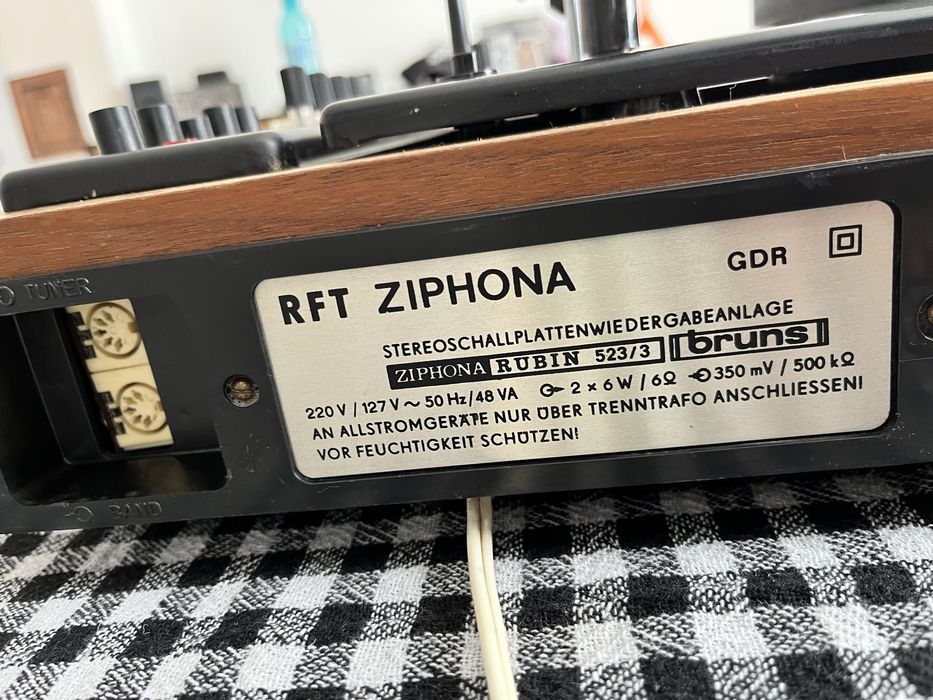 TUNER
RFT ZIPHONA GDR
STEREOSCHALLPLATTENWIEDERGABEANLAGE
ZIPHONA RUBIN 523/3 bruns
220 V / 127 V ~ 50 Hz/48 VA 2 × 6 W / 6 Ω 350 mV / 500 kΩ
AN ALLSTROMGERÄTE NUR ÜBER TRENNTRAFO ANSCHLIESSEN!
VOR FEUCHTIGKEIT SCHÜTZEN!
BAND